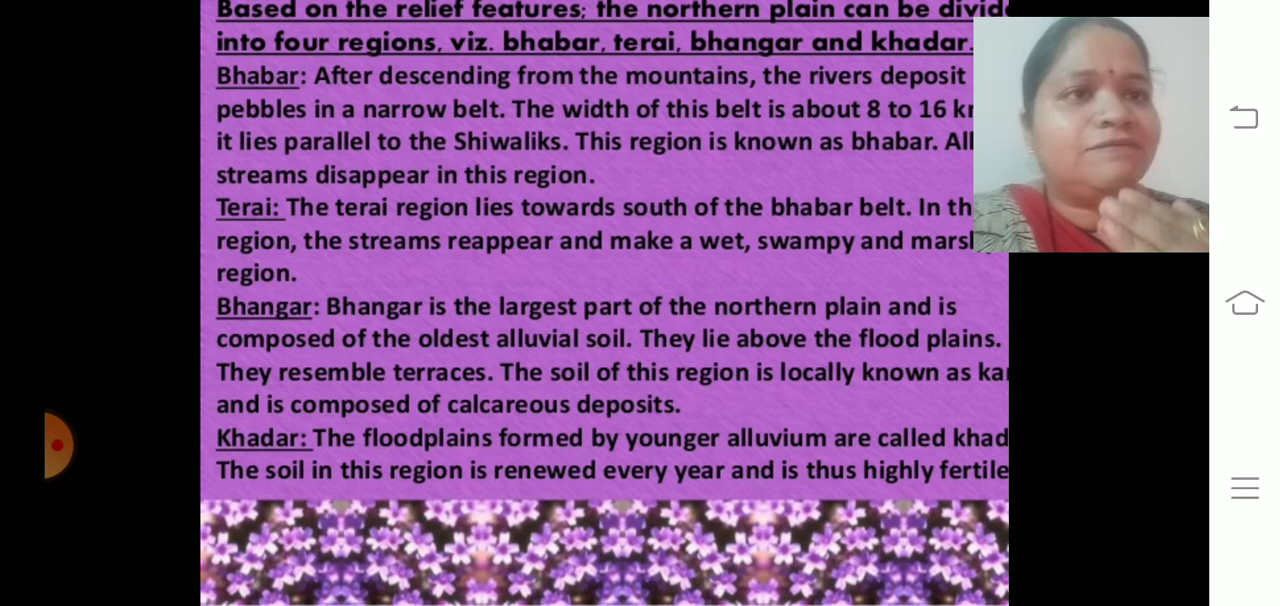 Based on the relief features; the northern plain can be
into four regions, viz. bhabar, terai, bhangar and khadar.
Bhabar: After descending from the mountains, the rivers deposit
pebbles in a narrow belt. The width of this belt is about 8 to 16
it lies parallel to the Shiwaliks. This region is known as bhabar. All
streams disappear in this region.
Terai: The terai region lies towards south of the bhabar belt. In
region, the streams reappear and make a wet, swampy and
region.
Bhangar: Bhangar is the largest part of the northern plain and is
composed of the oldest alluvial soil. They lie above the flood plains.
They resemble terraces. The soil of this region is locally known as
and is composed of calcareous deposits.
Khadar: The floodplains formed by younger alluvium are called
The soil in this region is renewed every year and is thus highly fertile